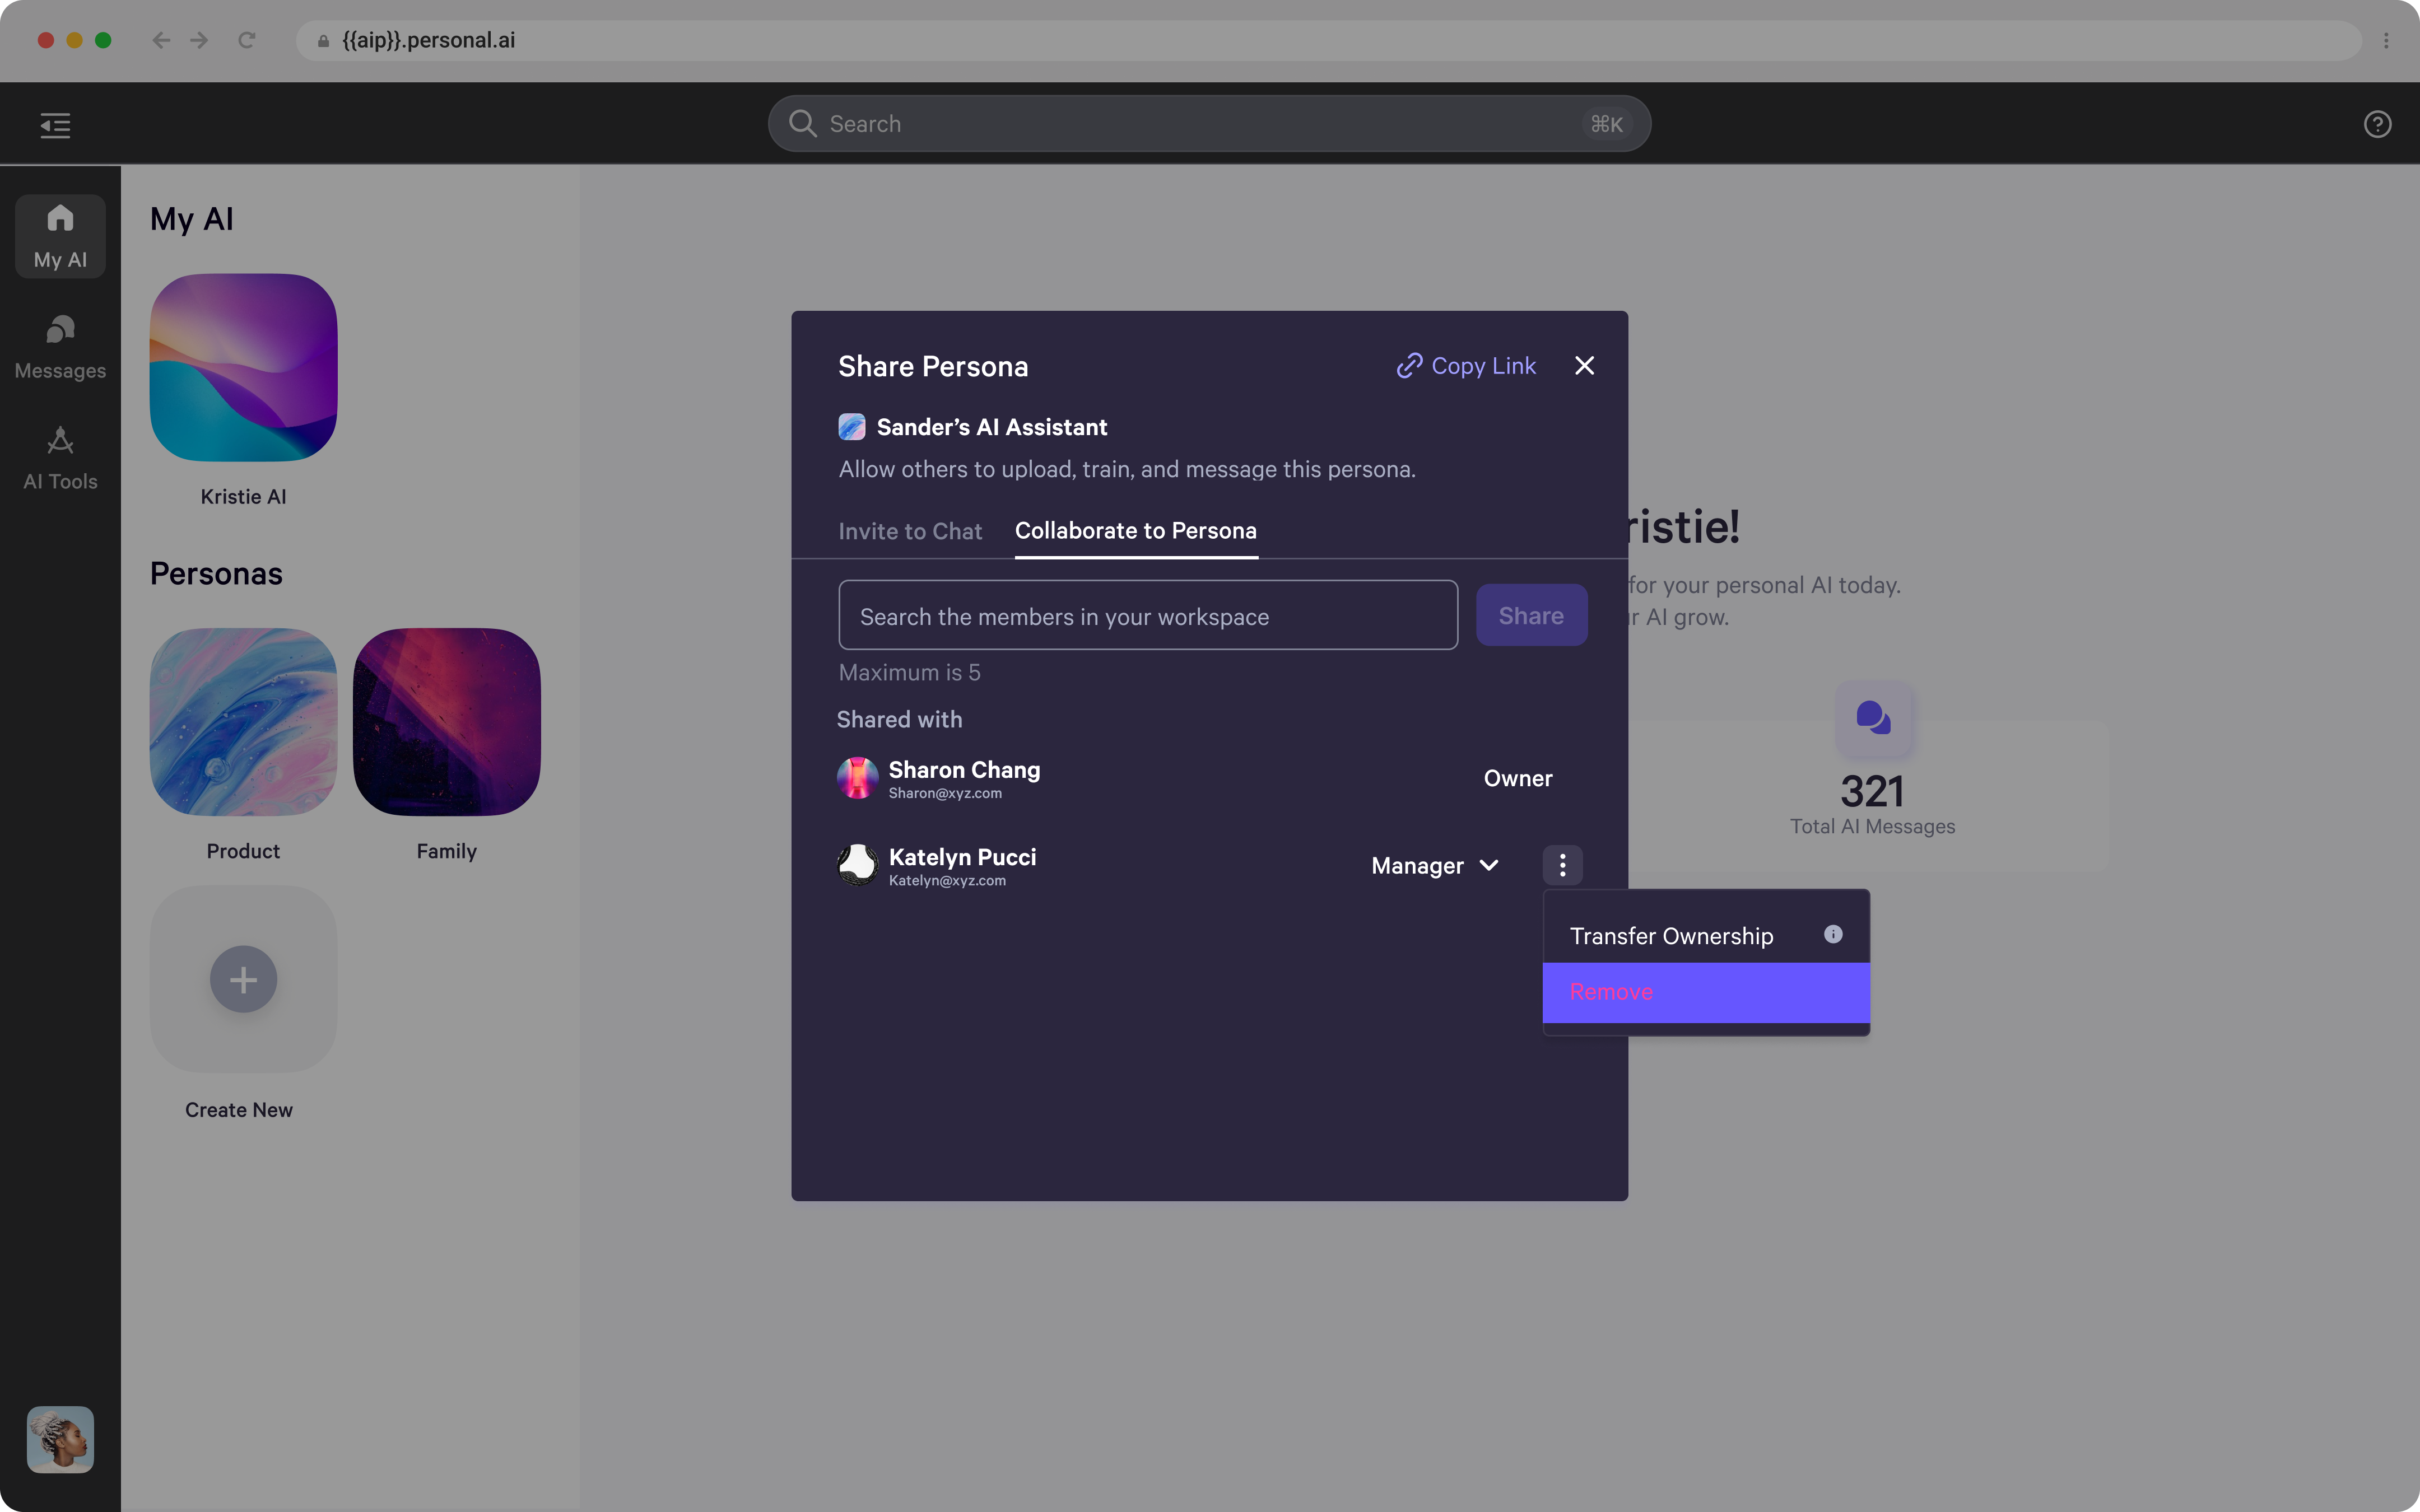 {{aip}}.personal.ai
Search
⌘K
My AI
Messages
AI Tools
My AI
Kristie AI
Personas
Product
Family
Create New
Share Persona
Copy Link
Sander’s AI Assistant
Allow others to upload, train, and message this persona.
Invite to Chat
Collaborate to Persona
Search the members in your workspace
Share
Maximum is 5
Shared with
Sharon Chang
Sharon@xyz.com
Owner
Katelyn Pucci
Katelyn@xyz.com
Manager
Transfer Ownership
Remove
ristie!
for your personal AI today.
r AI grow.
321
Total AI Messages